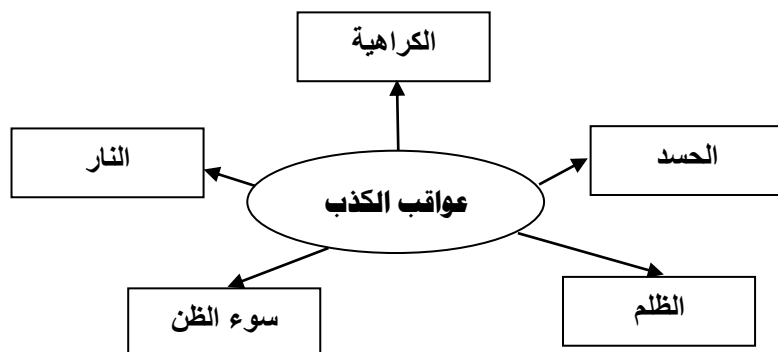 الكراهية
الحسد
النار
عواقب الكذب
الظلم
سوء الظن